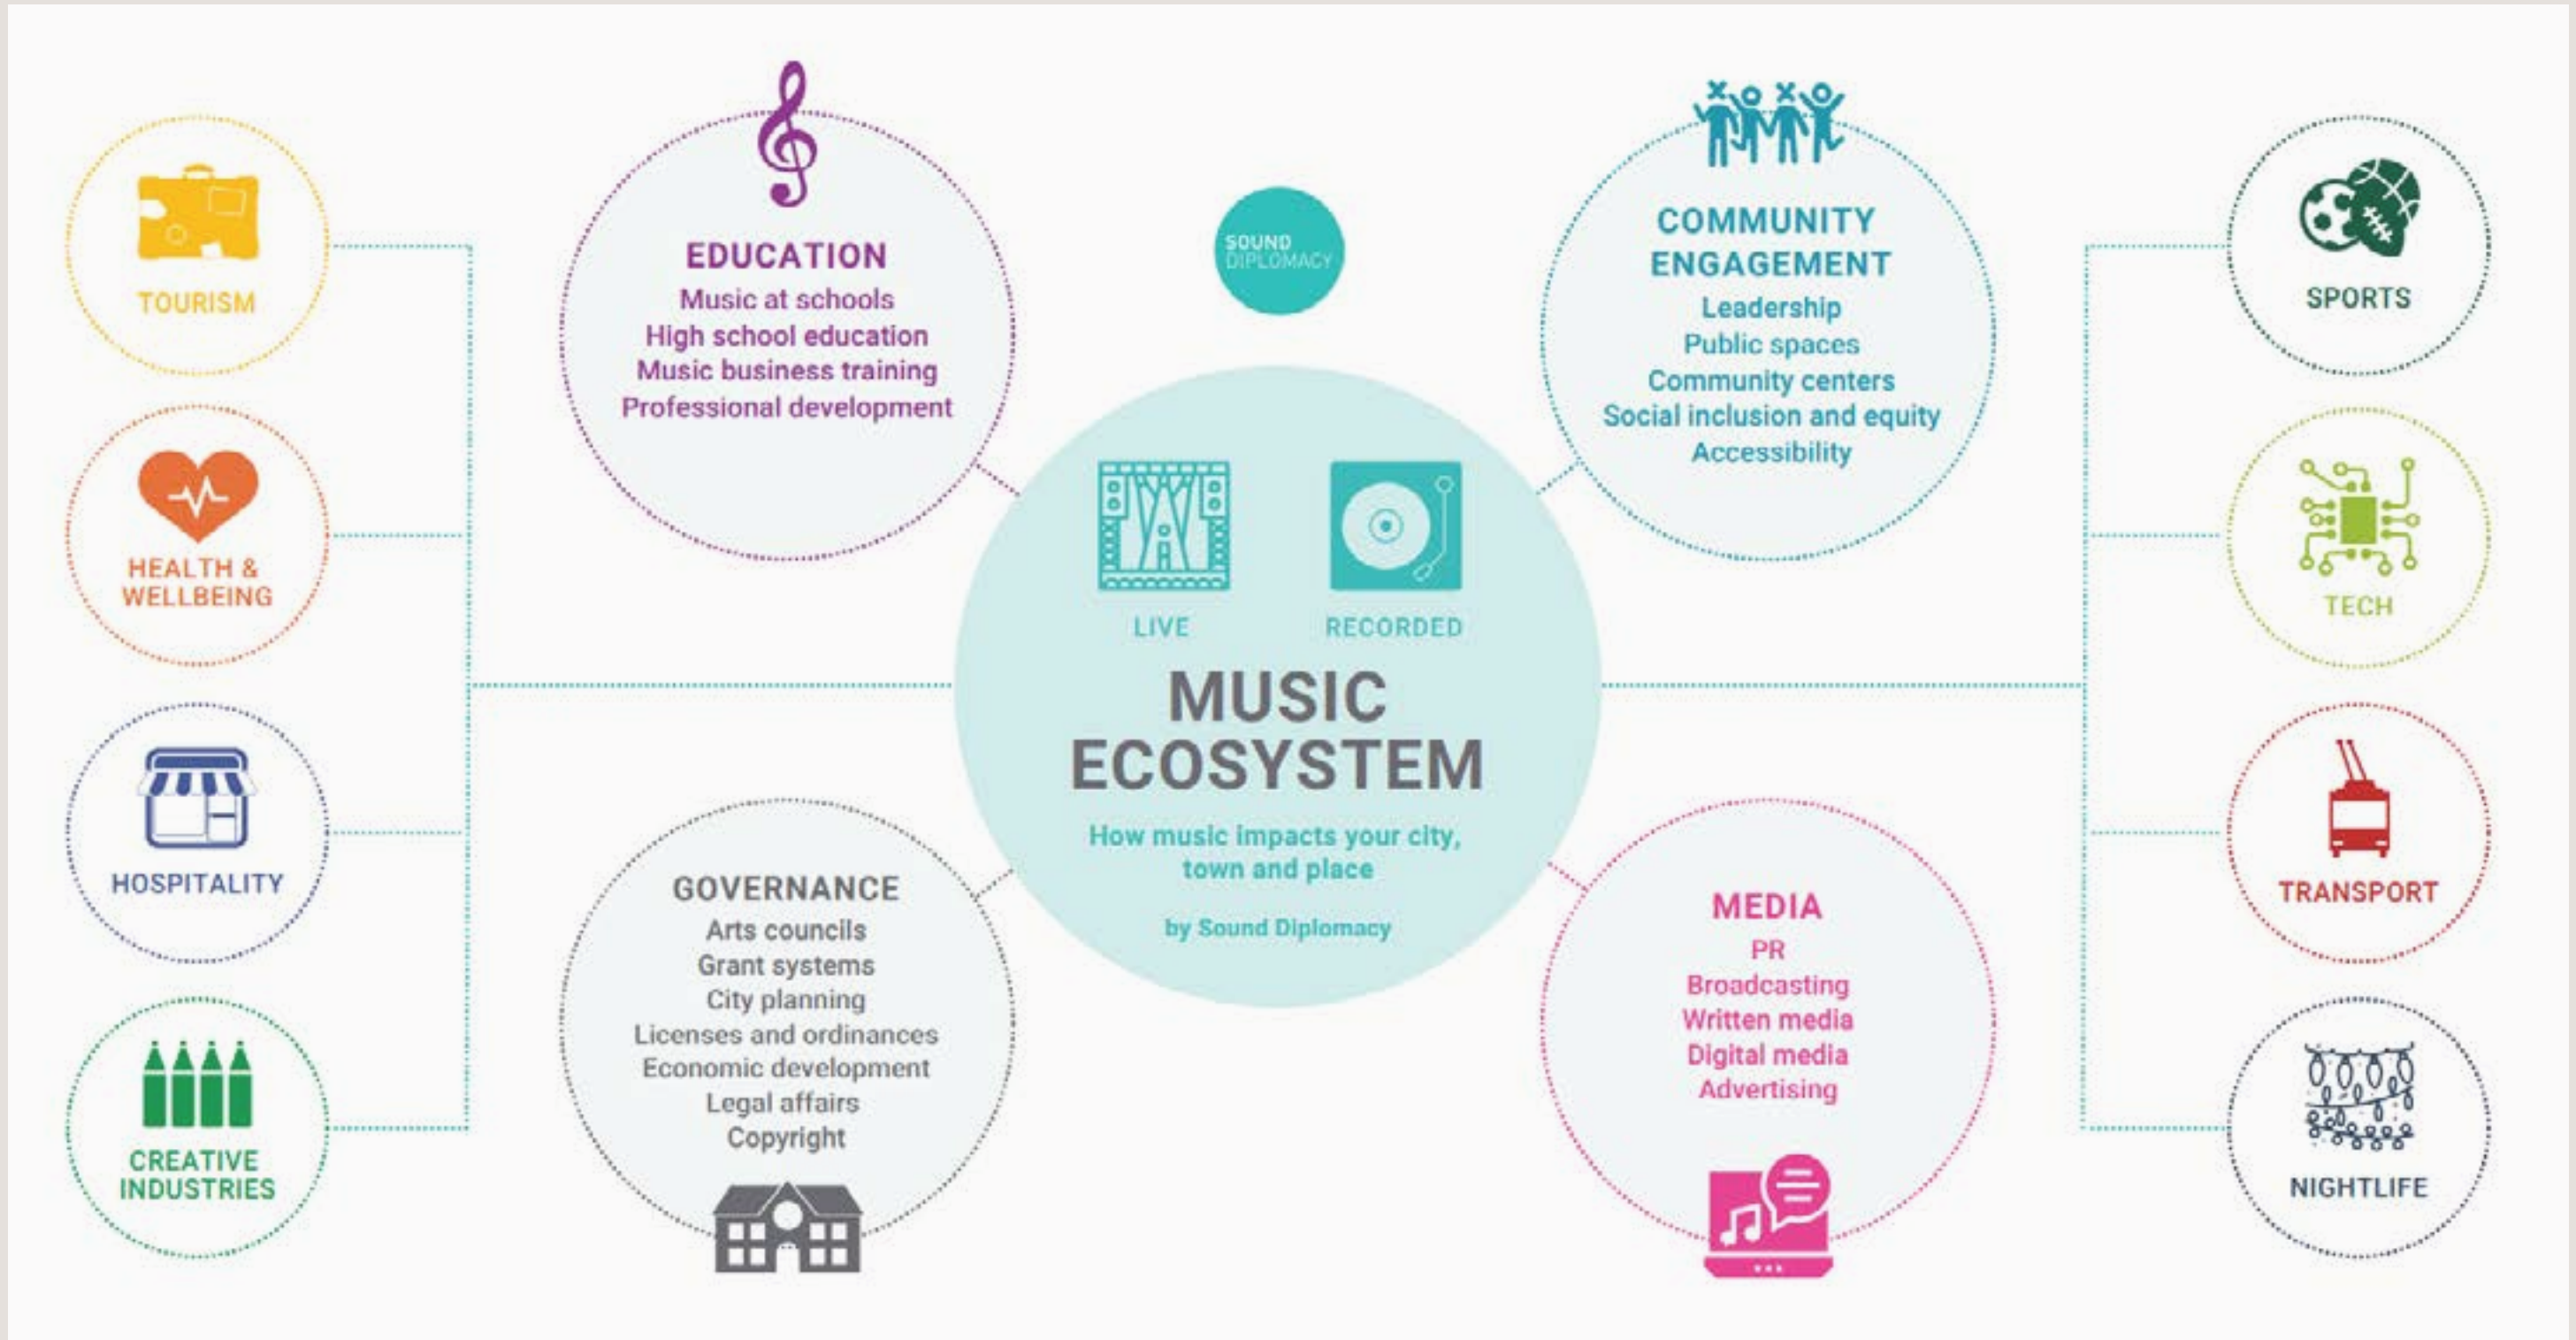 TOURISM
HEALTH &
WELLBEING
HOSPITALITY
CREATIVE
INDUSTRIES
EDUCATION
Music at schools
High school education
Music business training
Professional development
GOVERNANCE
Arts councils
Grant systems
City planning
Licenses and ordinances
Economic development
Legal affairs
Copyright
SOUND
DIPLOMACY
LIVE
RECORDED
MUSIC
ECOSYSTEM
How music impacts your city,
town and place
by Sound Diplomacy
COMMUNITY
ENGAGEMENT
Leadership
Public spaces
Community centers
Social inclusion and equity
Accessibility
MEDIA
PR
Broadcasting
Written media
Digital media
Advertising
SPORTS
TECH
TRANSPORT
NIGHTLIFE